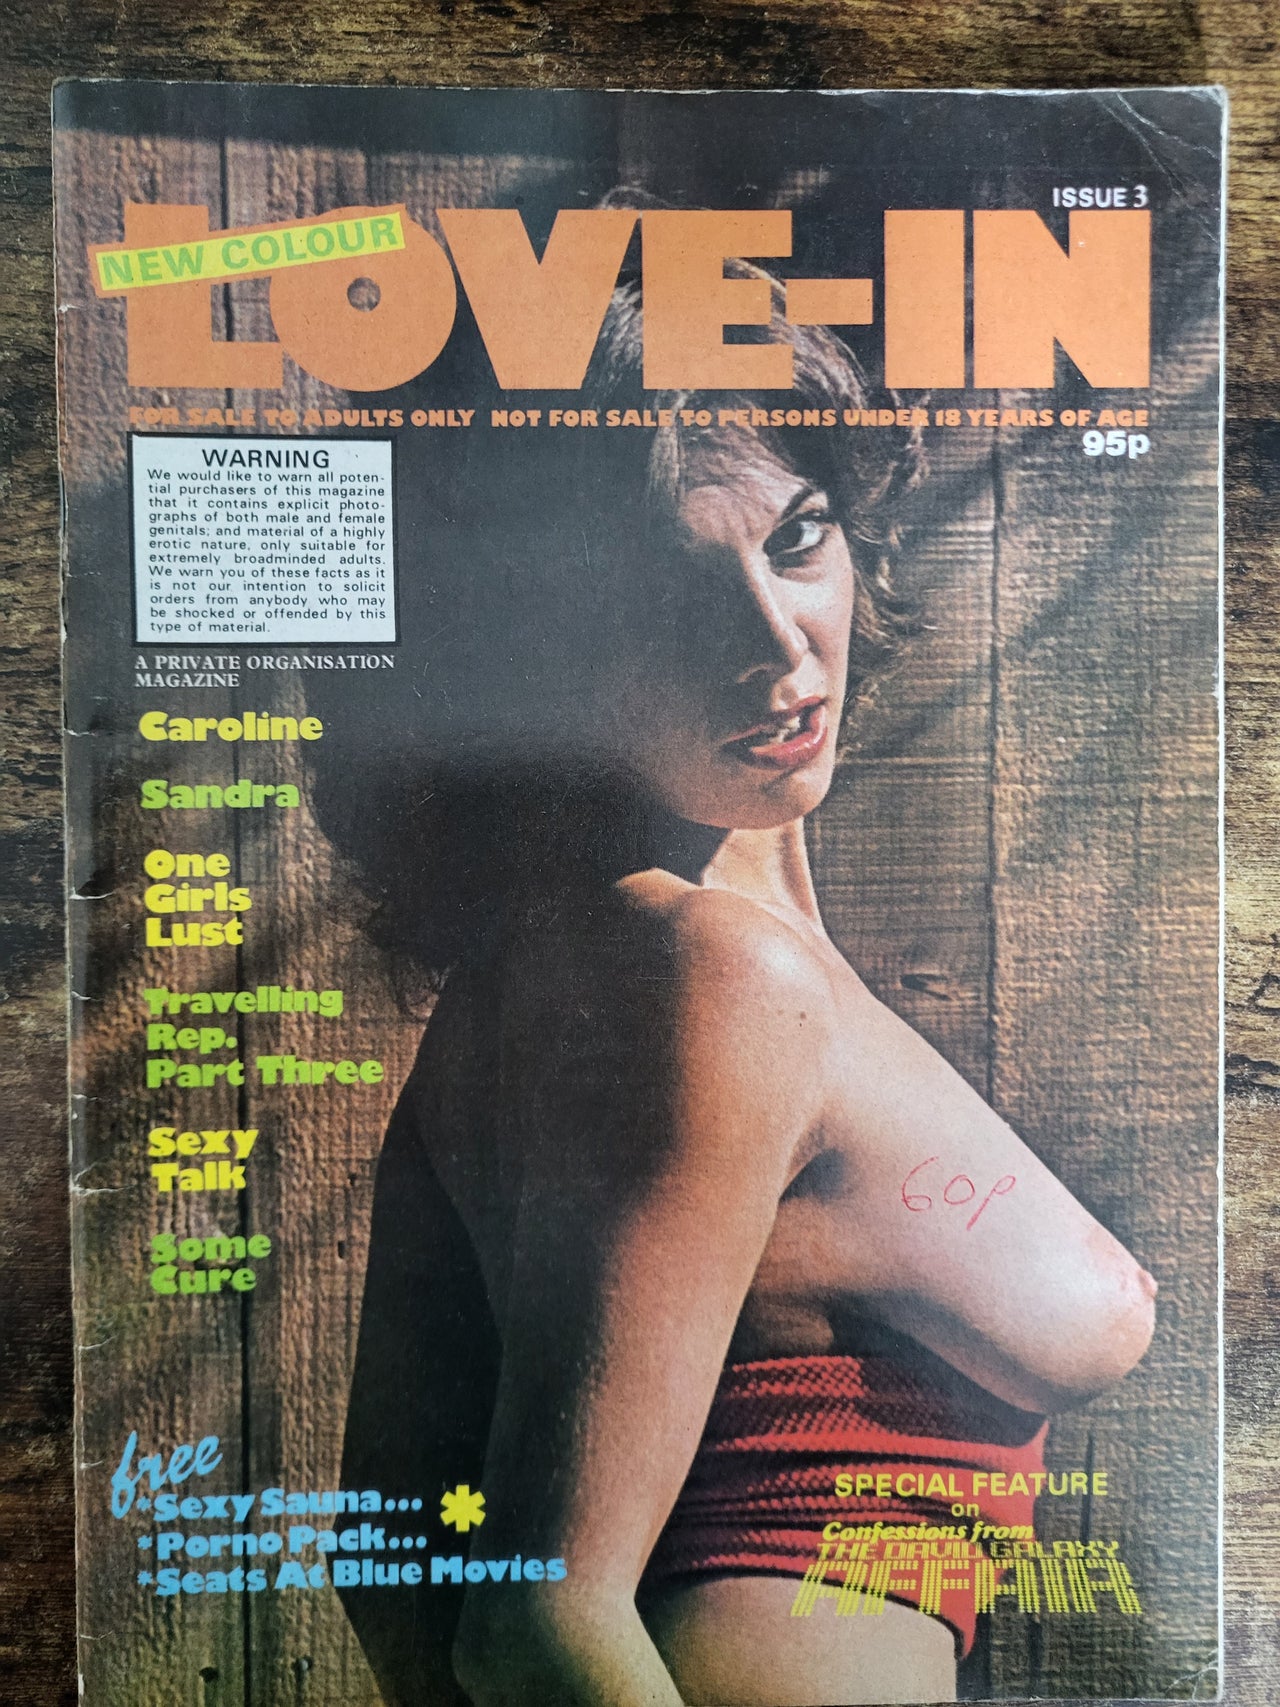 ISSUE 3
NEW COLOUR
LOVE-IN
FOR SALE TO ADULTS ONLY NOT FOR SALE TO PERSONS UNDER 18 YEARS OF AGE
95p
WARNING
We would like to warn all poten-
tial purchasers of this magazine
that it contains explicit photo-
graphs of both male and female
genitals; and material of a highly
erotic nature, only suitable for
extremely broadminded adults.
We warn you of these facts as it
is not our intention to solicit
orders from anybody who may
be shocked or offended by this
type of material.
A PRIVATE ORGANISATION
MAGAZINE
Caroline
Sandra
One
Girls
Lust
Travelling
Rep.
Part Three
Sexy
Talk
Some
Cure
60p
free
*Sexy Sauna...
*Porno Pack...
*Seats At Blue Movies
*
SPECIAL FEATURE
on
Confessions from
THE DAVID GALAXY
AFFAIR